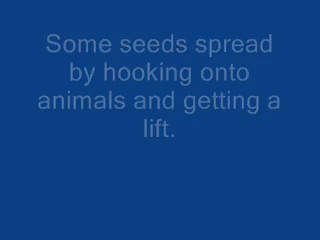 Some seeds spread
by hooking onto
animals and getting a
lift.